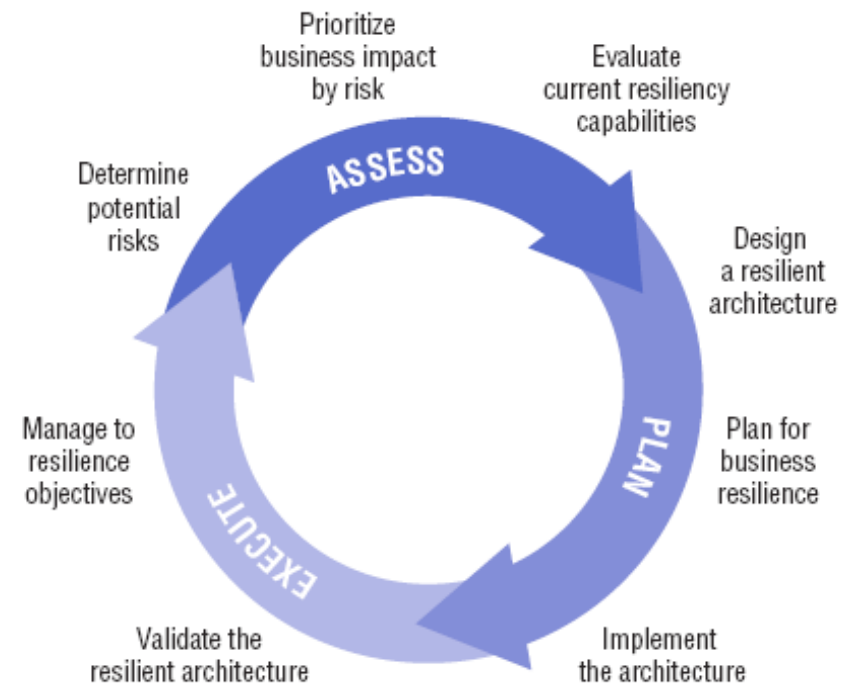 Prioritize
business impact
by risk
Evaluate
current resiliency
capabilities
ASSESS
Determine
potential
risks
Design
a resilient
architecture
PLAN
Plan for
business
resilience
Manage to
resilience
objectives
EXECUTE
Validate the
resilient architecture
Implement
the architecture